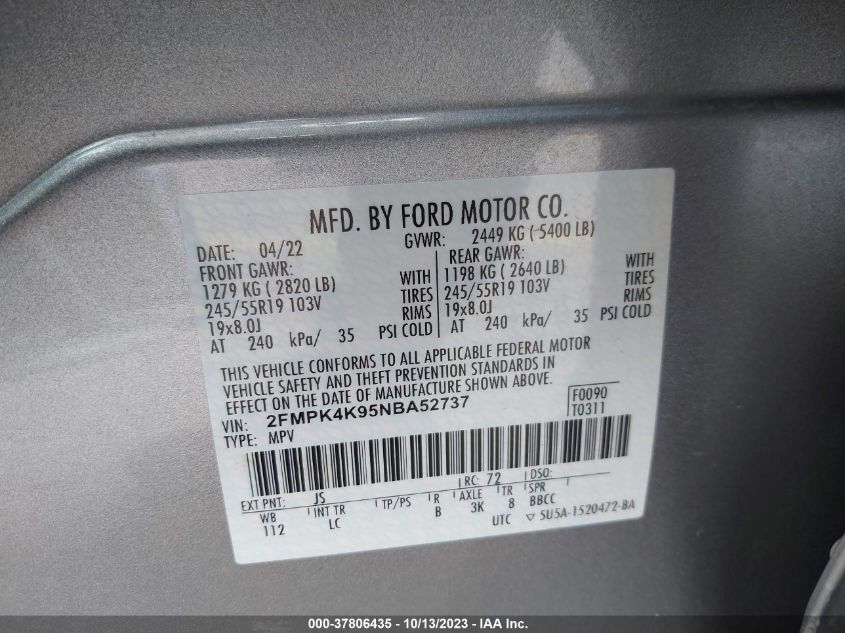 MFD. BY FORD MOTOR CO.
DATE: 04/22 GVWR: 2449 KG ( 5400 LB)
FRONT GAWR: REAR GAWR:
1279 KG ( 2820 LB) WITH 1198 KG ( 2640 LB) WITH
245/55R19 103V TIRES 245/55R19 103V TIRES
19x8.0J RIMS 19x8.0J RIMS
AT 240 kPa/ 35 PSI COLD AT 240 kPa/ 35 PSI COLD
THIS VEHICLE CONFORMS TO ALL APPLICABLE FEDERAL MOTOR
VEHICLE SAFETY AND THEFT PREVENTION STANDARDS IN
EFFECT ON THE DATE OF MANUFACTURE SHOWN ABOVE.
VIN: 2FMPK4K95NBA52737 F0090
TYPE: MPV T0311
EXT PNT: JS RC: 72 DSO:
WB INT TR TP/PS R AXLE TR SPR
112 LC B 3K 8 BBCC
UTC ▽ 5U5A-1520472-BA
000-37806435 - 10/13/2023 - IAA Inc.